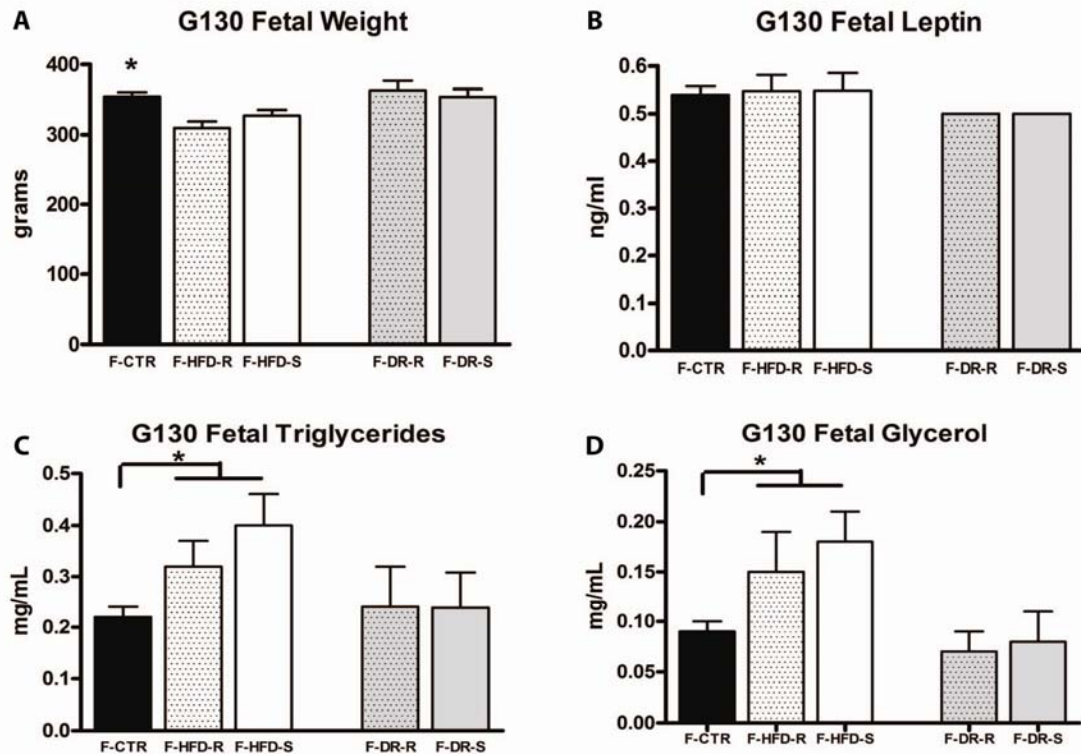 A
G130 Fetal Weight
grams
400
300
200
300
0
*
F-CTR
F-HFD-R
F-HFD-S
F-DR-R
F-DR-S
B
G130 Fetal Leptin
ng/ml
0.6
0.5
0.5
0.3
0.2
0.1
0.0
F-CTR
F-HFD-R
F-HFD-S
F-DR-R
F-DR-S
C
G130 Fetal Triglycerides
mg/mL
0.5
0.4
0.3
0.2
0.1
0.0
*
F-CTR
F-HFD-R
F-HFD-S
F-DR-R
F-DR-S
D
G130 Fetal Glycerol
mg/mL
0.25
0.20
0.15
0.10
0.05
0.00
*
F-CTR
F-HFD-R
F-HFD-S
F-DR-R
F-DR-S